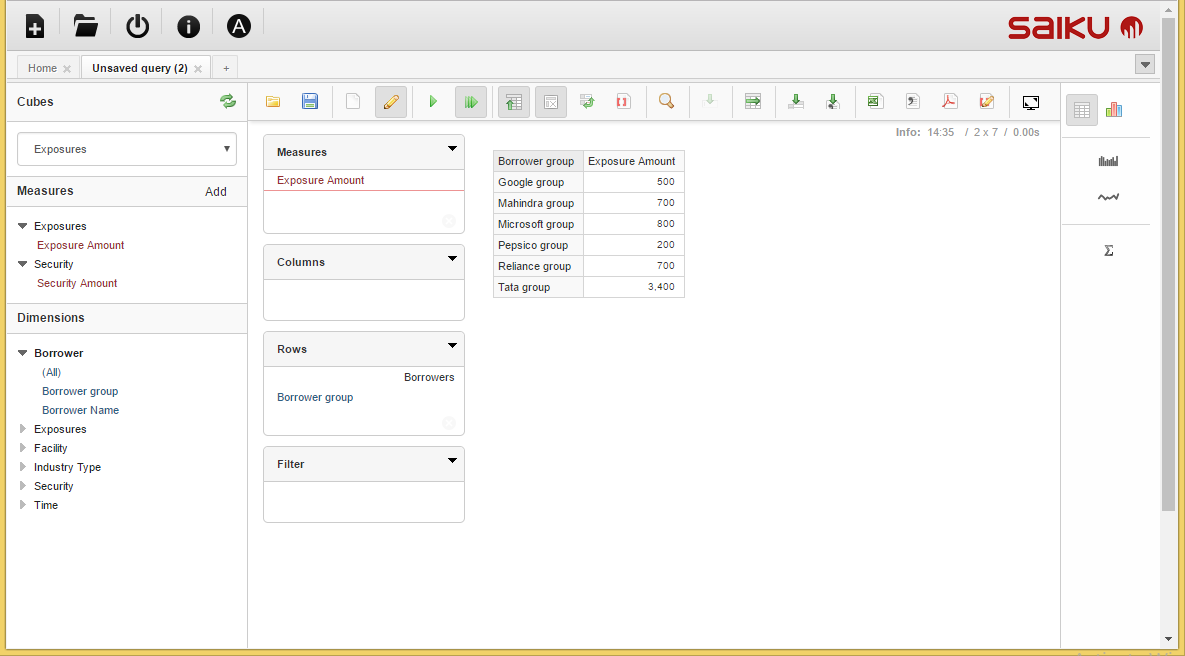 SAIKU
Home
Unsaved query (2)
+
Cubes
Exposures
Measures Add
Exposures
Exposure Amount
Security
Security Amount
Dimensions
Borrower
(All)
Borrower group
Borrower Name
Exposures
Facility
Industry Type
Security
Time
Info: 14:35 / 2 x 7 / 0.00s
Measures
Exposure Amount
Columns
Rows
Borrowers
Borrower group
Filter
Borrower group Exposure Amount
Google group 500
Mahindra group 700
Microsoft group 800
Pepsico group 200
Reliance group 700
Tata group 3,400
Σ